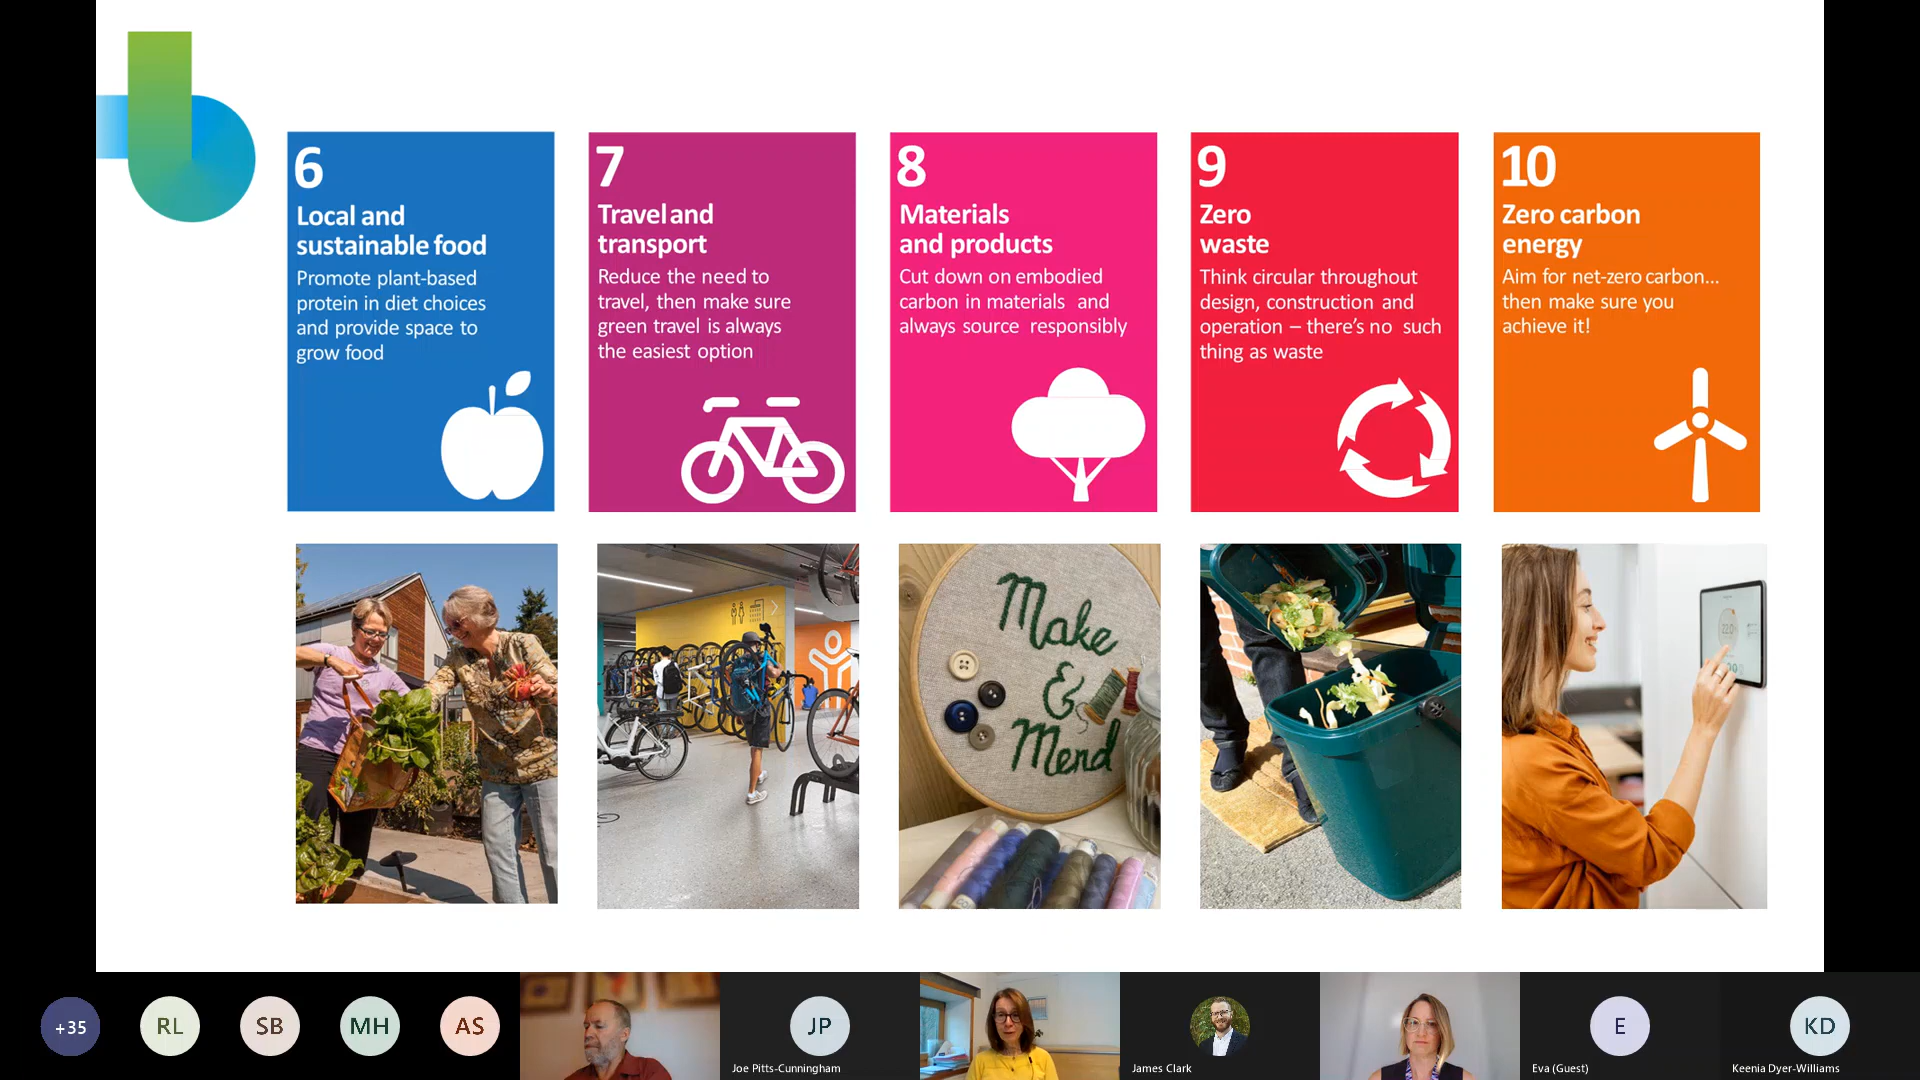 6
Local and
sustainable food
Promote plant-based
protein in diet choices
and provide space to
grow food
7
Travel and
transport
Reduce the need to
travel, then make sure
green travel is always
the easiest option
8
Materials
and products
Cut down on embodied
carbon in materials and
always source responsibly
9
Zero
waste
Think circular throughout
design, construction and
operation – there's no such
thing as waste
10
Zero carbon
energy
Aim for net-zero carbon...
then make sure you
achieve it!
Make
&
Mend
+35
RL
SB
MH
AS
JP
Joe Pitts-Cunningham
James Clark
E
Eva (Guest)
KD
Keenia Dyer-Williams